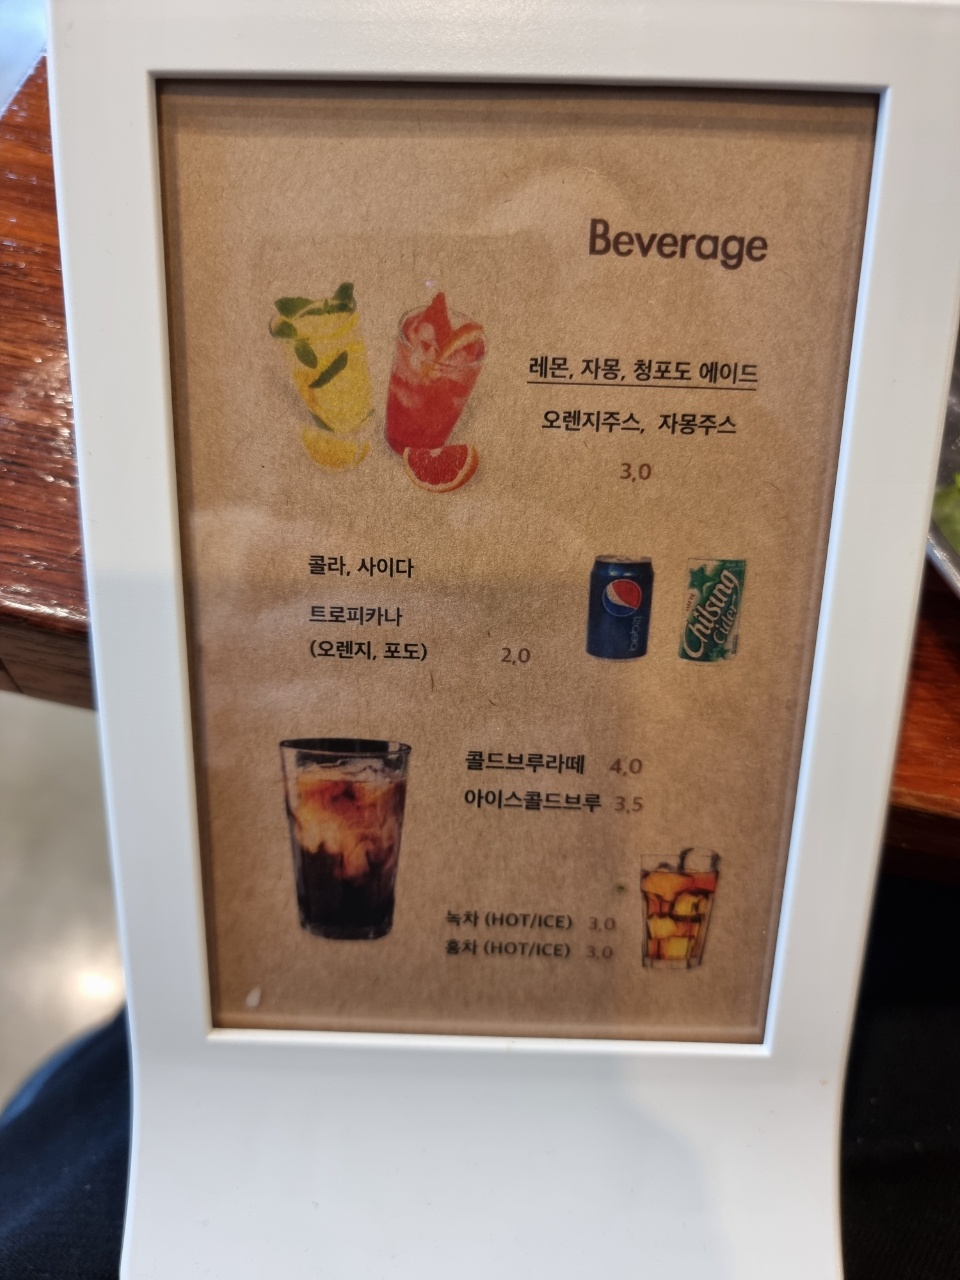 Beverage
레몬, 자몽, 청포도 에이드
오렌지주스, 자몽주스
3,0
콜라, 사이다
트로피카나
(오렌지, 포도) 2,0
pepsi
Chilsung
Cider
콜드브루라떼 4,0
아이스콜드브루 3,5
녹차 (HOT/ICE) 3,0
홍차 (HOT/ICE) 3,0